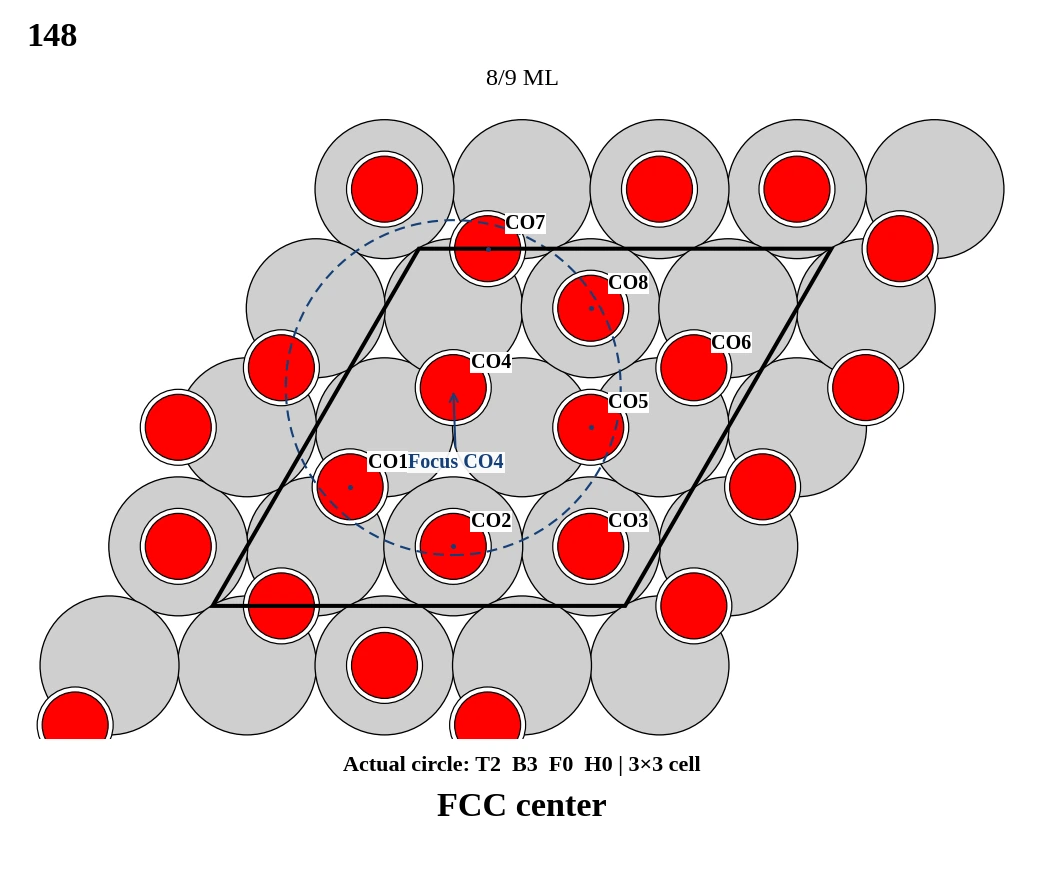 148
8/9 ML
CO7
CO8
CO6
CO4
CO5
CO1
Focus CO4
CO2
CO3
Actual circle: T2  B3  F0  H0 | 3×3 cell
FCC center